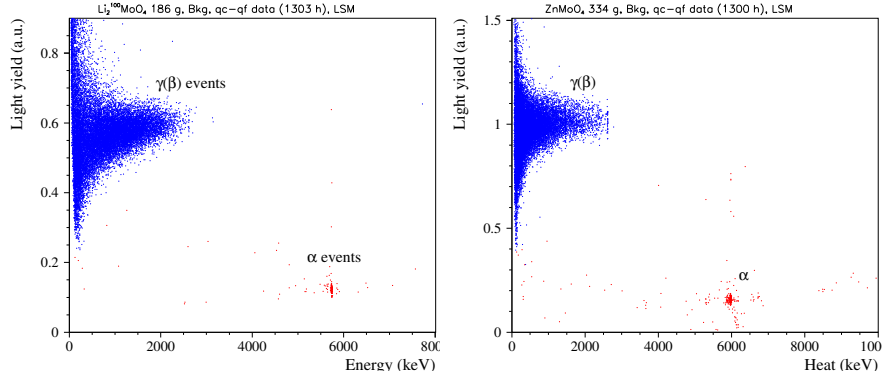 Li₂¹⁰⁰MoO₄ 186 g, Bkg, qc-qf data (1303 h), LSM
Light yield (a.u.)
0.8
0.6
0.4
0.2
0
γ(β) events
α events
0
2000
4000
6000
8000
Energy (keV)
ZnMoO₄ 334 g, Bkg, qc-qf data (1300 h), LSM
Light yield (a.u.)
1.5
1
0.5
0
γ(β)
α
0
2000
4000
6000
8000
10000
Heat (keV)